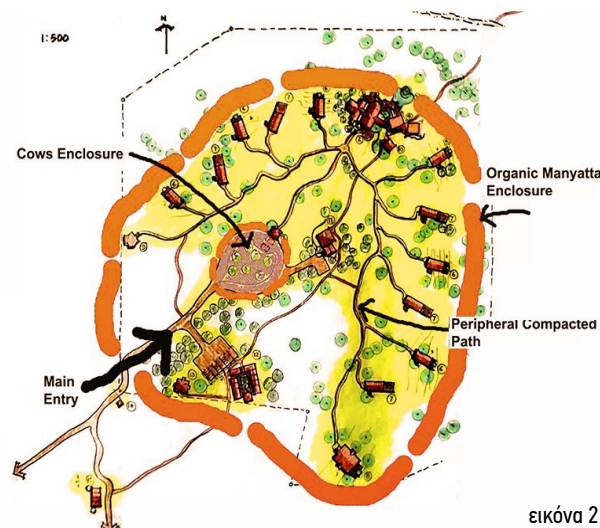 1:500
N
Cows Enclosure
Organic Manyatta
Enclosure
Peripheral Compacted
Path
Main
Entry
εικόνα 2